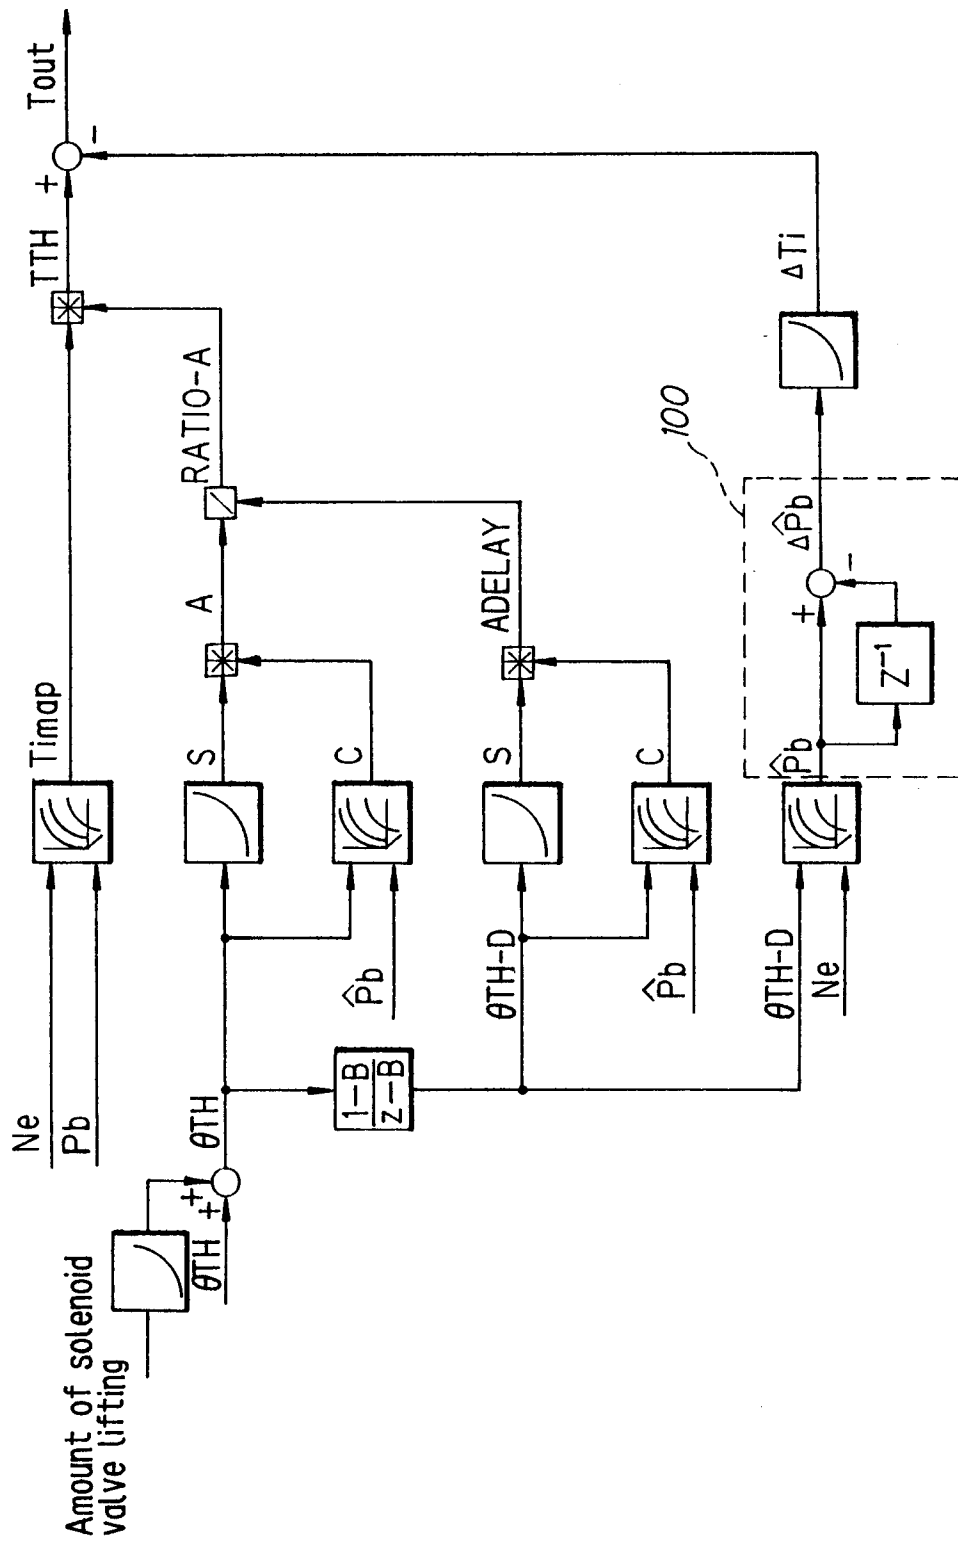 Amount of solenoid
valve lifting
Ne
Pb
Timap
TTH
+
-
Tout
+
+
θTH
θTH
S
A
RATIO-A
P̂b
C
1-B
z-B
θTH-D
S
ADELAY
P̂b
C
θTH-D
Ne
P̂b
+
-
ΔP̂b
Z⁻¹
100
ΔTi